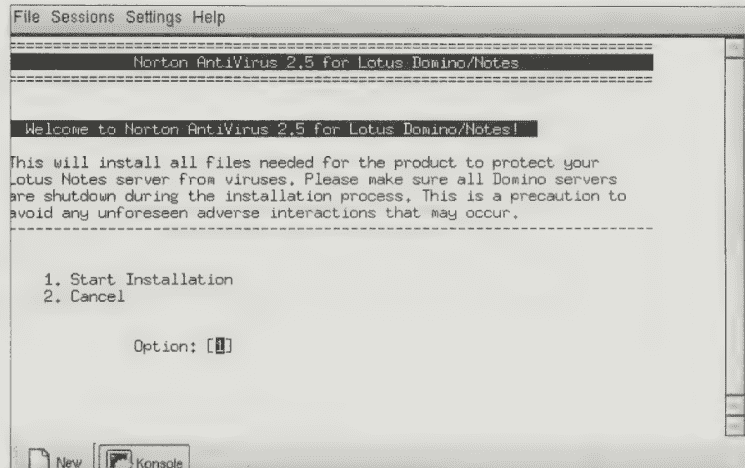 File Sessions Settings Help
Norton AntiVirus 2.5 for Lotus Domino/Notes
Welcome to Norton AntiVirus 2.5 for Lotus Domino/Notes!
This will install all files needed for the product to protect your
Lotus Notes server from viruses. Please make sure all Domino servers
are shutdown during the installation process. This is a precaution to
avoid any unforeseen adverse interactions that may occur.
1. Start Installation
2. Cancel
Option: [1]
New Konsole